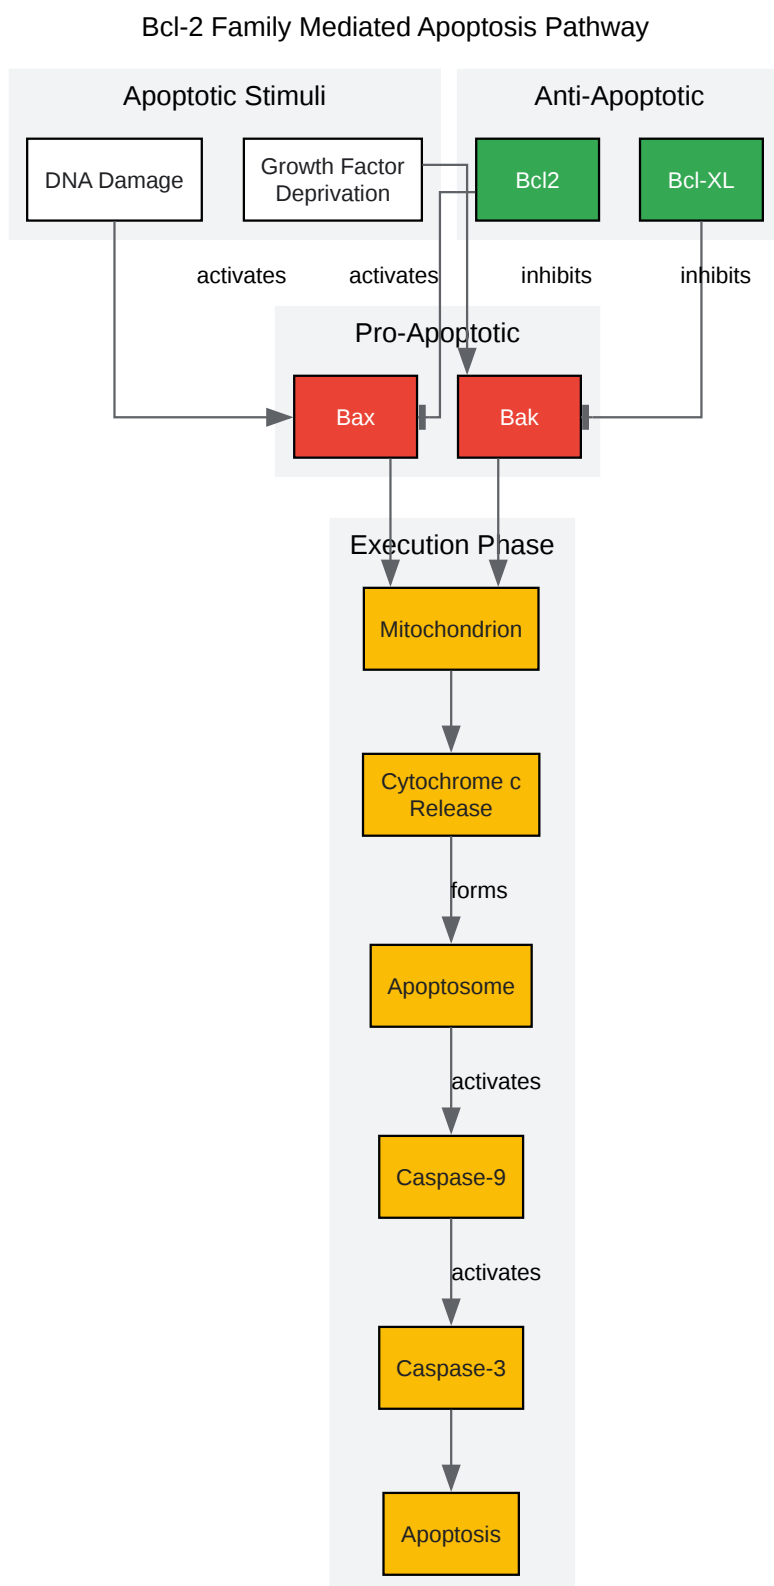 Bcl-2 Family Mediated Apoptosis Pathway
Apoptotic Stimuli
Anti-Apoptotic
DNA Damage
Growth Factor
Deprivation
Bcl2
Bcl-XL
activates
activates
inhibits
inhibits
Pro-Apoptotic
Bax
Bak
Execution Phase
Mitochondrion
Cytochrome c
Release
forms
Apoptosome
activates
Caspase-9
activates
Caspase-3
Apoptosis